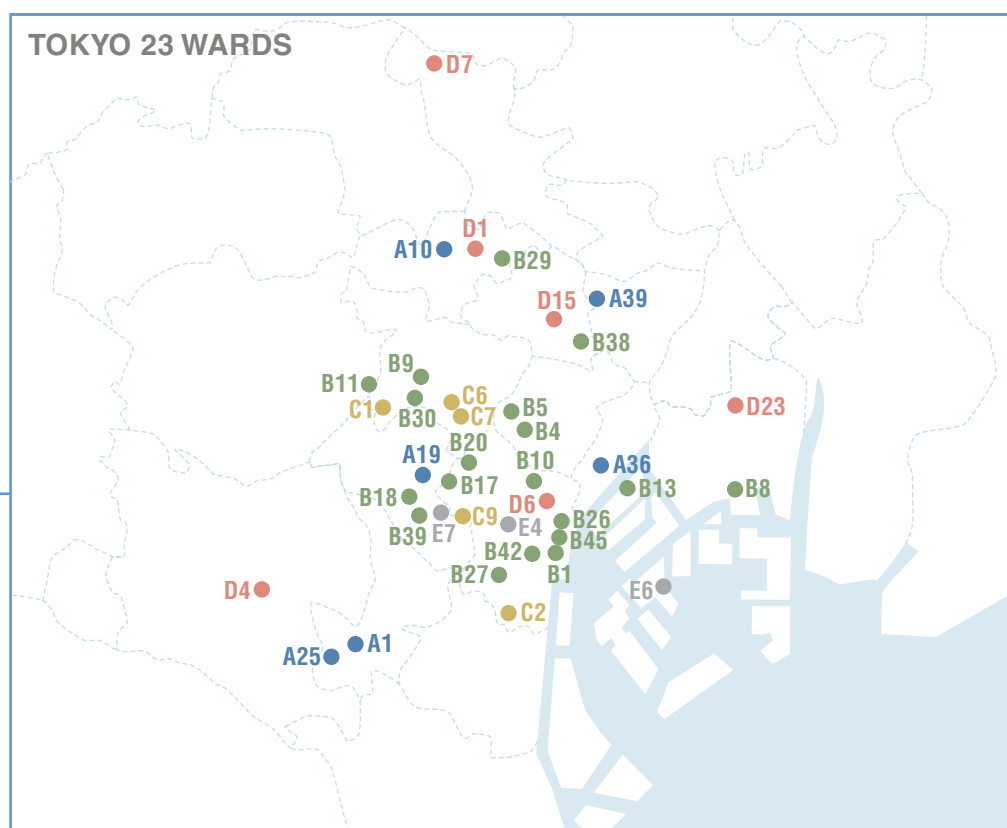 TOKYO 23 WARDS
D7
D1
A10
B29
A39
D15
B38
B9
B11
C6
C1
B30
C7
B5
D23
B4
B20
A19
B10
A36
B17
B13
B8
B18
D6
C9
E4
B26
B39
E7
B45
B42
B1
B27
D4
E6
C2
A1
A25